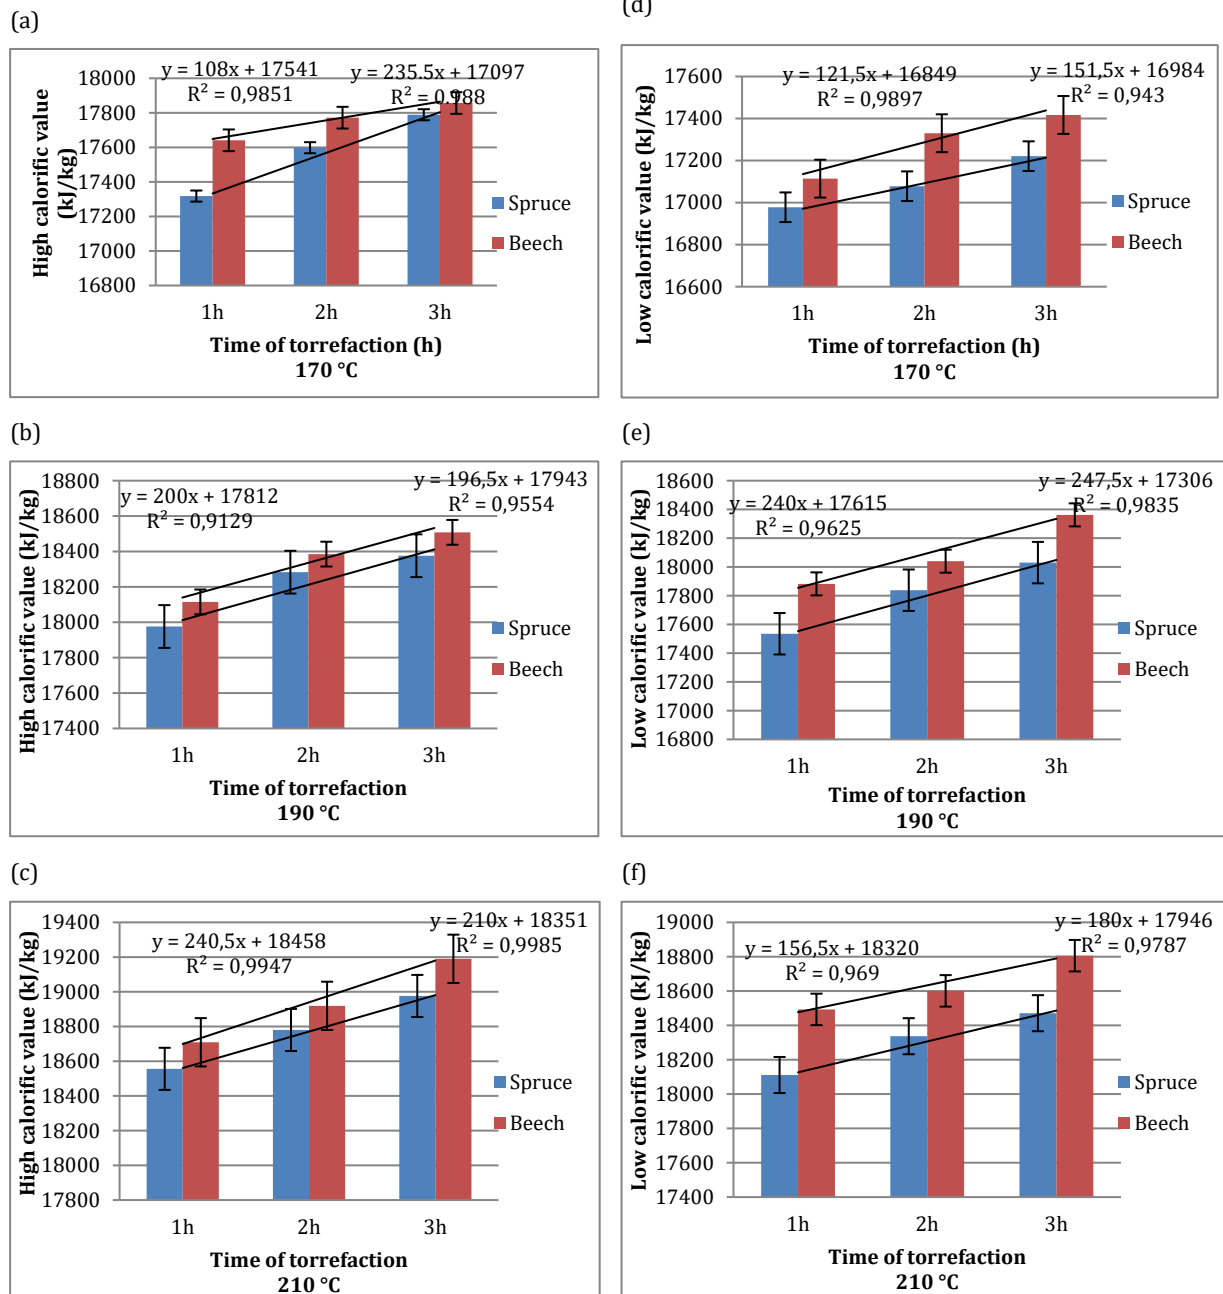 (a)
y = 108x + 17541
R² = 0,9851
y = 235.5x + 17097
R² = 0.988
High calorific value
(kJ/kg)
18000
17800
17600
17400
17200
17000
16800
1h
2h
3h
Spruce
Beech
Time of torrefaction (h)
170 °C
(d)
y = 121,5x + 16849
R² = 0,9897
y = 151,5x + 16984
R² = 0,943
Low calorific value (kJ/kg)
17600
17400
17200
17000
16800
16600
1h
2h
3h
Spruce
Beech
Time of torrefaction (h)
170 °C
(b)
y = 200x + 17812
R² = 0,9129
y = 196,5x + 17943
R² = 0,9554
High calorific value (kJ/kg)
18800
18600
18400
18200
18000
17800
17600
17400
1h
2h
3h
Spruce
Beech
Time of torrefaction
190 °C
(e)
y = 240x + 17615
R² = 0,9625
y = 247,5x + 17306
R² = 0,9835
Low calorific value (kJ/kg)
18600
18400
18200
18000
17800
17600
17400
17200
17000
16800
1h
2h
3h
Spruce
Beech
Time of torrefaction
190 °C
(c)
y = 240,5x + 18458
R² = 0,9947
y = 210x + 18351
R² = 0,9985
High calorific value (kJ/kg)
19400
19200
19000
18800
18600
18400
18200
18000
17800
1h
2h
3h
Spruce
Beech
Time of torrefaction
210 °C
(f)
y = 156,5x + 18320
R² = 0,969
y = 180x + 17946
R² = 0,9787
Low calorific value (kJ/kg)
19000
18800
18600
18400
18200
18000
17800
17600
17400
1h
2h
3h
Spruce
Beech
Time of torrefaction
210 °C